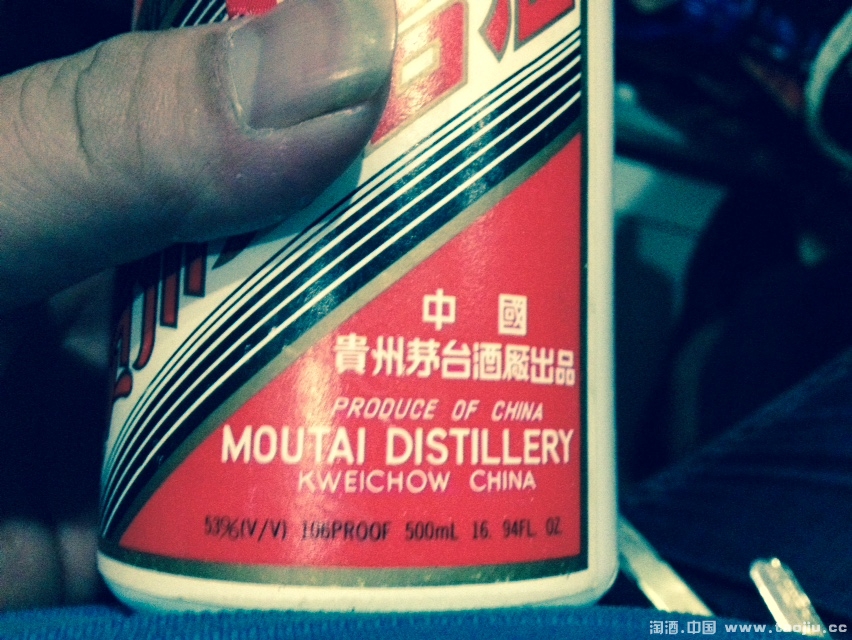 中國
貴州茅台酒廠出品
PRODUCE OF CHINA
MOUTAI DISTILLERY
KWEICHOW CHINA
53%(V/V) 106PROOF 500mL 16. 94FL. OZ.
淘酒.中国 www.taojiu.cc